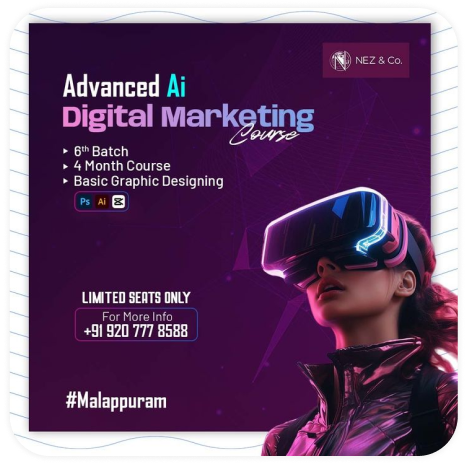 NEZ & Co.
Advanced Ai
Digital Marketing
Course
6th Batch
4 Month Course
Basic Graphic Designing
Ps Ai
LIMITED SEATS ONLY
For More Info
+91 920 777 8588
#Malappuram